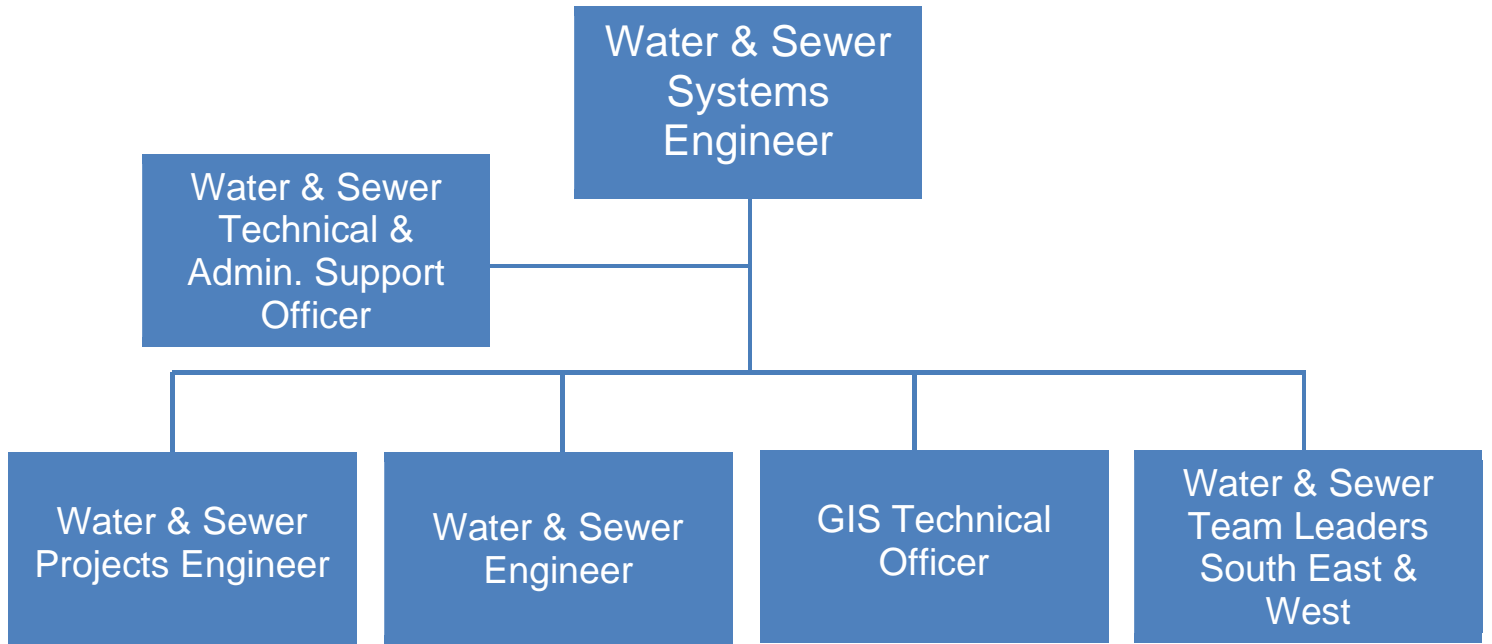 Water & Sewer
Systems
Engineer
Water & Sewer
Technical &
Admin. Support
Officer
Water & Sewer
Projects Engineer
Water & Sewer
Engineer
GIS Technical
Officer
Water & Sewer
Team Leaders
South East &
West